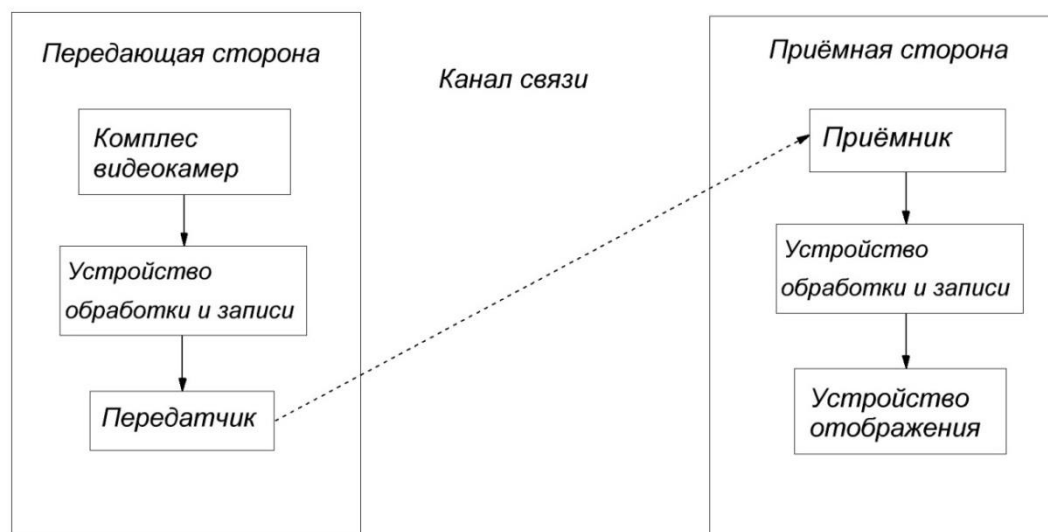 Передающая сторона
Комплес
видеокамер
Устройство
обработки и записи
Передатчик
Канал связи
Приёмная сторона
Приёмник
Устройство
обработки и записи
Устройство
отображения